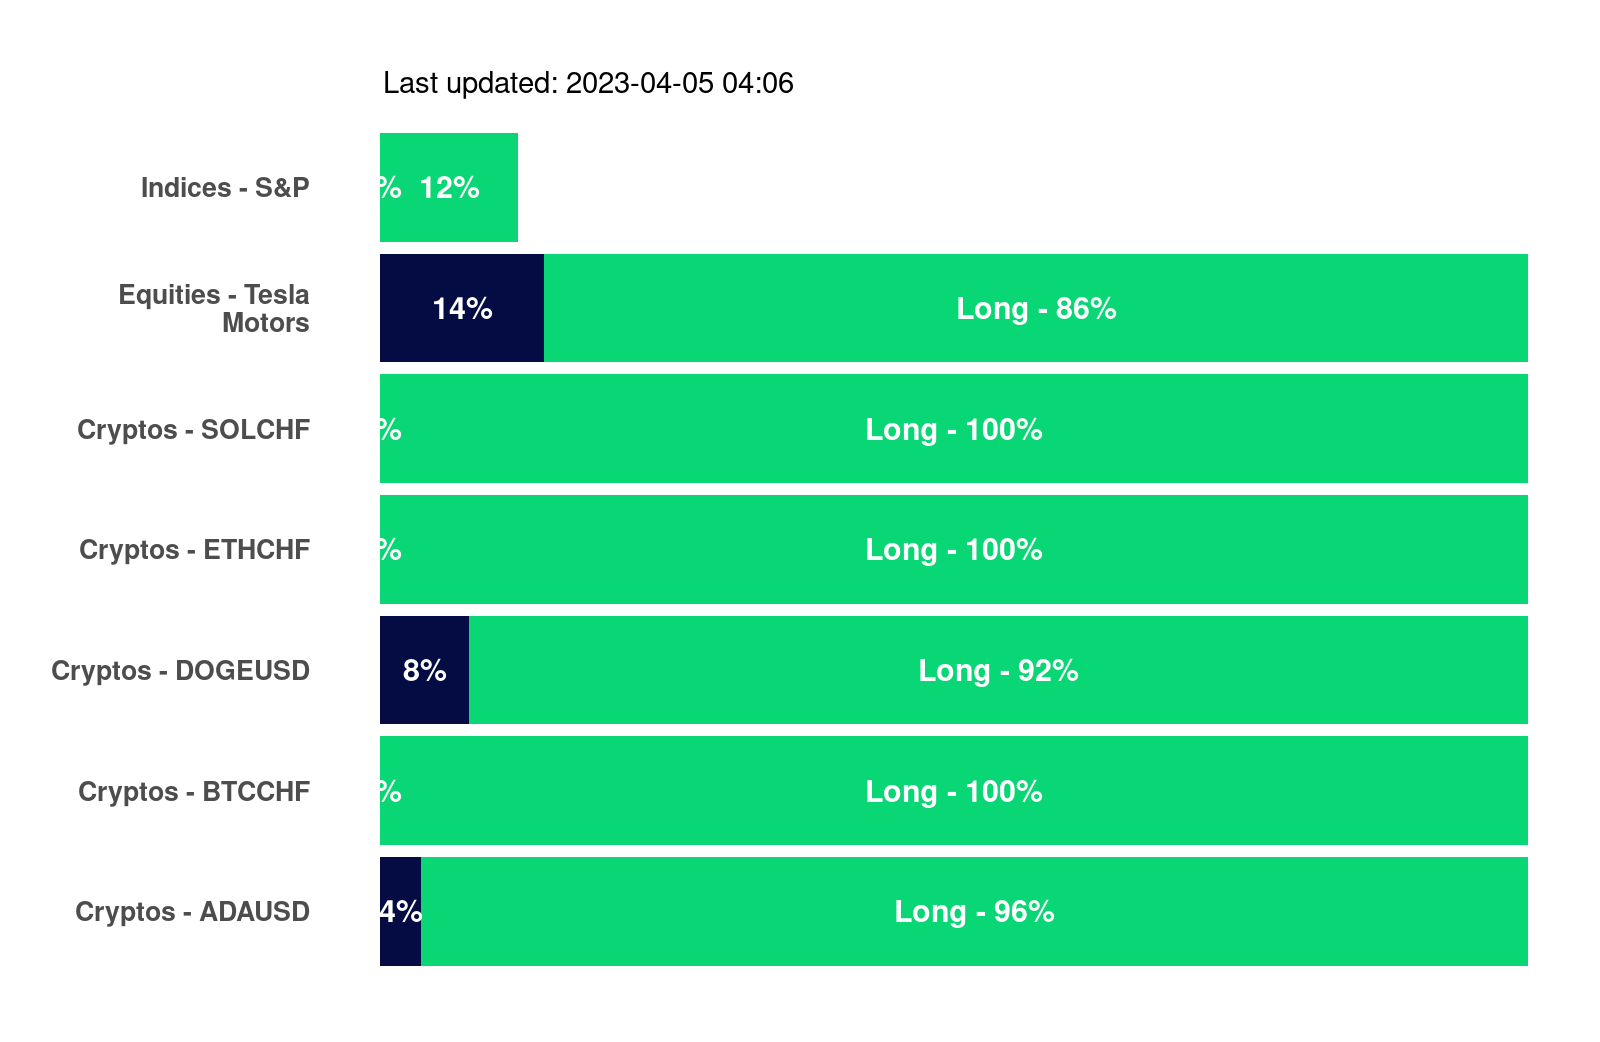 Last updated: 2023-04-05 04:06
Indices - S&P
% 12%
Equities - Tesla
Motors
14% Long - 86%
Cryptos - SOLCHF
% Long - 100%
Cryptos - ETHCHF
% Long - 100%
Cryptos - DOGEUSD
8% Long - 92%
Cryptos - BTCCHF
% Long - 100%
Cryptos - ADAUSD
4% Long - 96%